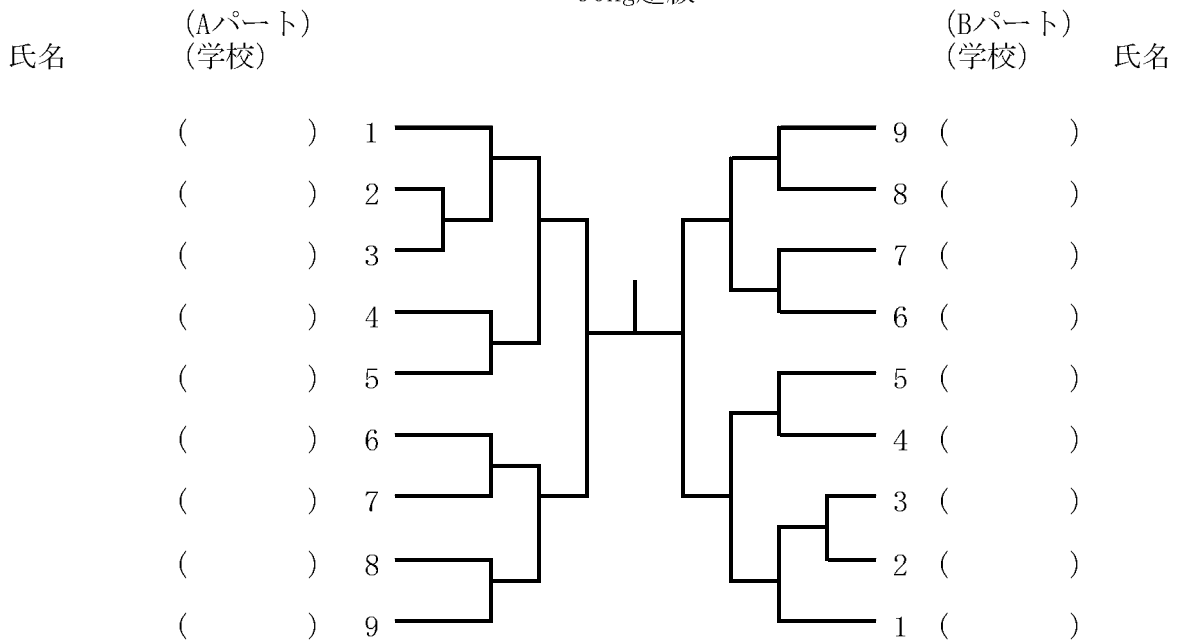 (Aパート) (Bパート)
氏名 (学校) (学校) 氏名
( ) 1 9 ( )
( ) 2 8 ( )
( ) 3 7 ( )
( ) 4 6 ( )
( ) 5 5 ( )
( ) 6 4 ( )
( ) 7 3 ( )
( ) 8 2 ( )
( ) 9 1 ( )